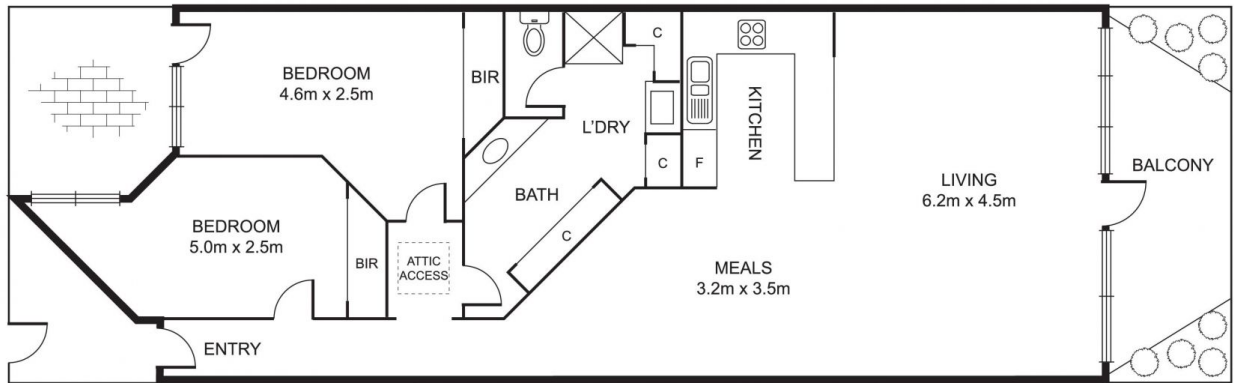 BEDROOM
4.6m x 2.5m
BIR
C
L'DRY
KITCHEN
C
F
BATH
C
LIVING
6.2m x 4.5m
BALCONY
BEDROOM
5.0m x 2.5m
BIR
ATTIC
ACCESS
MEALS
3.2m x 3.5m
ENTRY